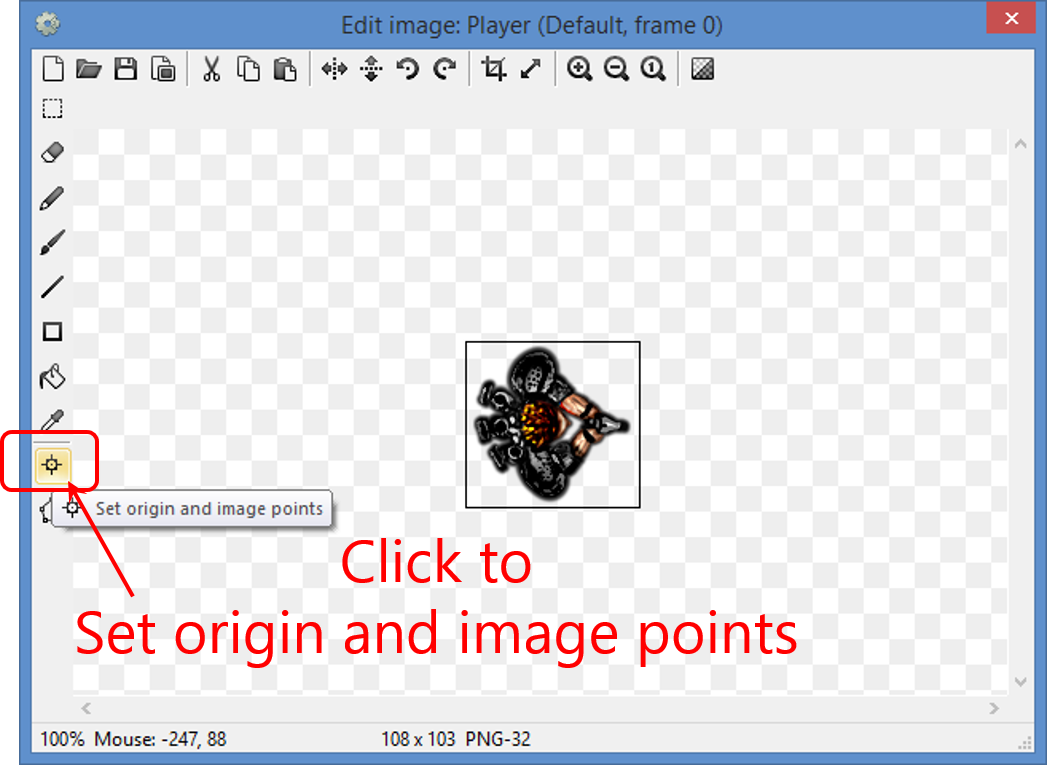 Edit image: Player (Default, frame 0)
Set origin and image points
Click to
Set origin and image points
100% Mouse: -247, 88 108 x 103 PNG-32